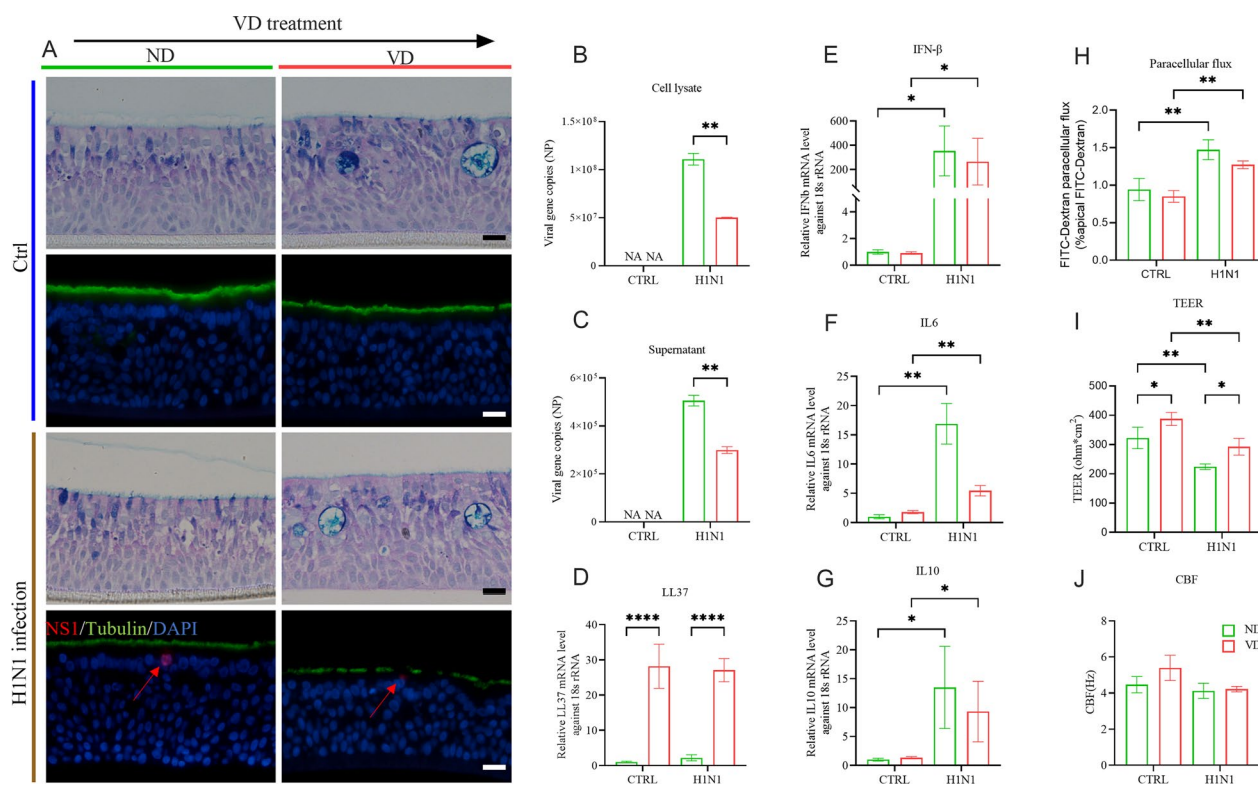 VD treatment
A
ND
VD
Ctrl
H1N1 infection
NS1/Tubulin/DAPI
B
Cell lysate
Viral gene copies (NP)
1.5×10⁸
1×10⁸
5×10⁷
0
**
NA NA
CTRL
H1N1
C
Supernatant
Viral gene copies (NP)
6×10⁵
4×10⁵
2×10⁵
0
**
NA NA
CTRL
H1N1
D
LL37
Relative LL37 mRNA level
against 18s rRNA
40
30
20
10
0
****
****
CTRL
H1N1
E
IFN-β
Relative IFNb mRNA level
against 18s rRNA
600
400
200
4
2
0
*
*
CTRL
H1N1
F
IL6
Relative IL6 mRNA level
against 18s rRNA
25
20
15
10
5
0
**
**
CTRL
H1N1
G
IL10
Relative IL10 mRNA level
against 18s rRNA
25
20
15
10
5
0
*
*
CTRL
H1N1
H
Paracellular flux
FITC-Dextran paracellular flux
(%apical FITC-Dextran)
2.0
1.5
1.0
0.5
0.0
**
**
CTRL
H1N1
I
TEER
TEER (ohm*cm²)
500
400
300
200
100
0
**
**
*
*
CTRL
H1N1
J
CBF
CBF(Hz)
8
6
4
2
0
CTRL
H1N1